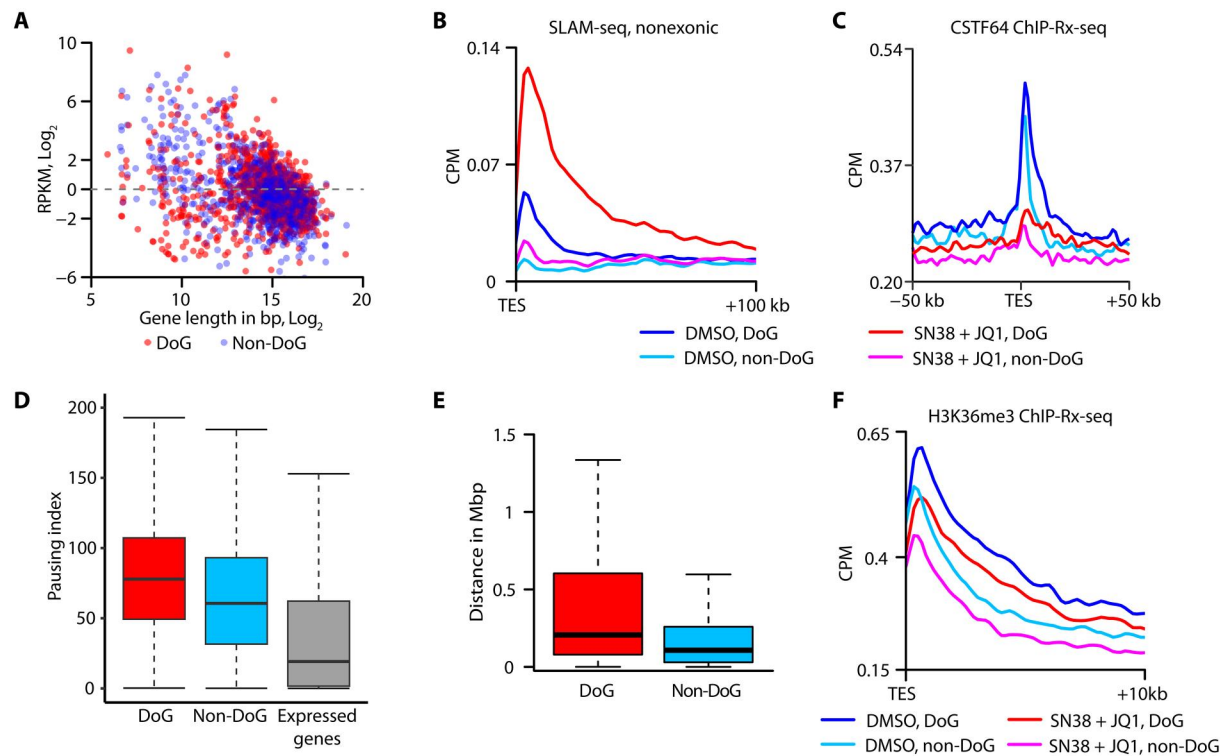 A
10
6
2
0
−2
−6
RPKM, Log2
5
10
15
20
Gene length in bp, Log2
DoG
Non-DoG
B
SLAM-seq, nonexonic
0.14
0.07
0
CPM
TES
+100 kb
C
CSTF64 ChIP-Rx-seq
0.54
0.37
0.20
CPM
−50 kb
TES
+50 kb
DMSO, DoG
SN38 + JQ1, DoG
DMSO, non-DoG
SN38 + JQ1, non-DoG
D
200
150
100
50
0
Pausing index
DoG
Non-DoG
Expressed
genes
E
1.5
1
0.5
0
Distance in Mbp
DoG
Non-DoG
F
H3K36me3 ChIP-Rx-seq
0.65
0.4
0.15
CPM
TES
+10kb
DMSO, DoG
SN38 + JQ1, DoG
DMSO, non-DoG
SN38 + JQ1, non-DoG